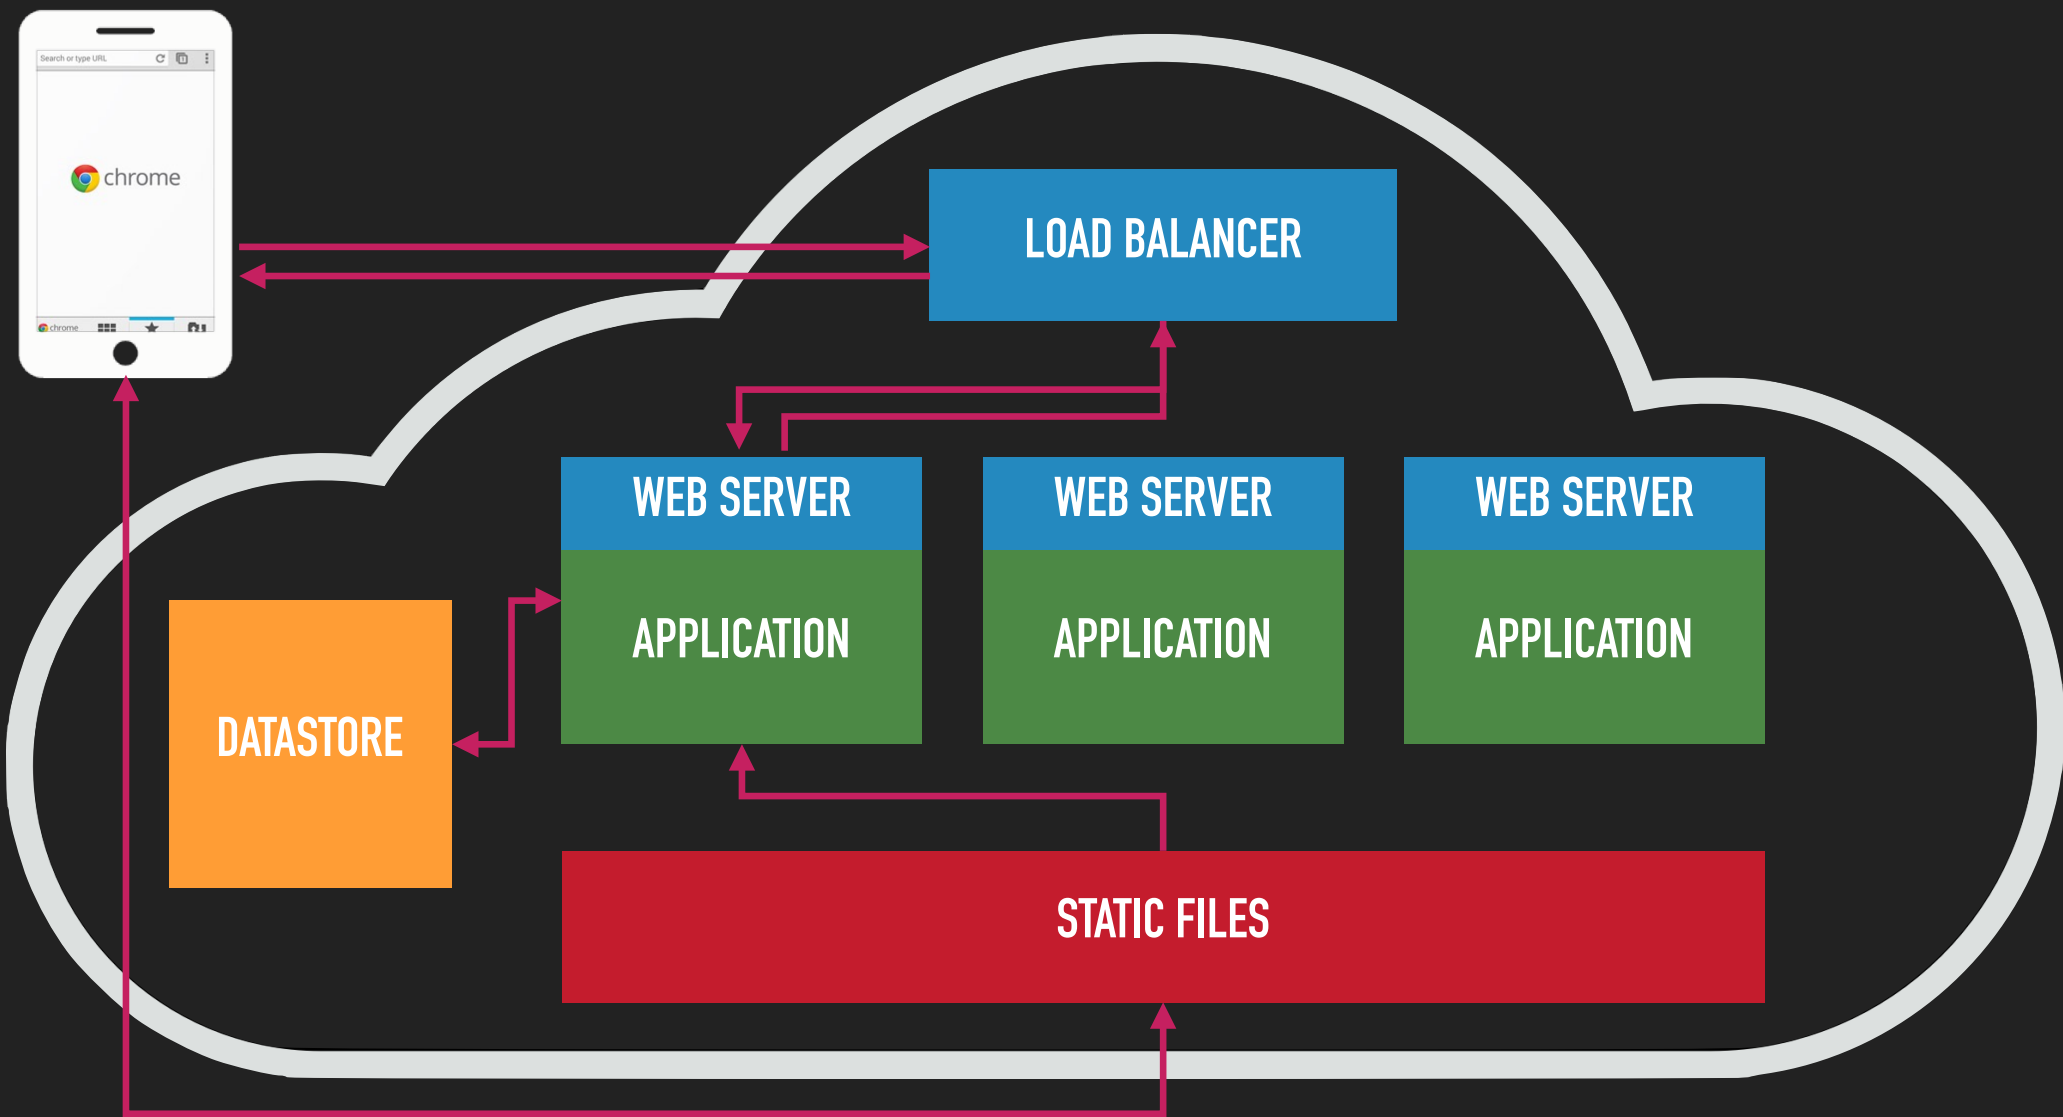 Search or type URL
1
chrome
chrome
LOAD BALANCER
WEB SERVER
APPLICATION
WEB SERVER
APPLICATION
WEB SERVER
APPLICATION
DATASTORE
STATIC FILES